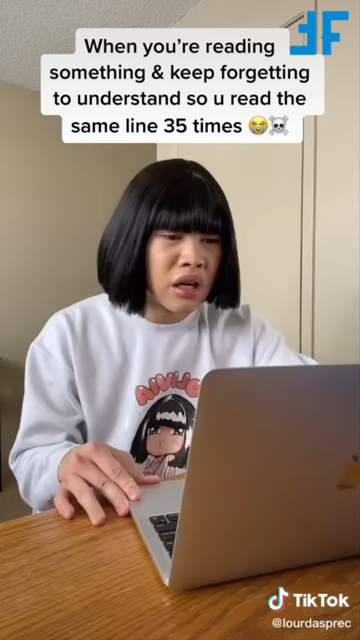 When you’re reading
something & keep forgetting
to understand so u read the
same line 35 times 😭☠️
TikTok
@lourdasprec